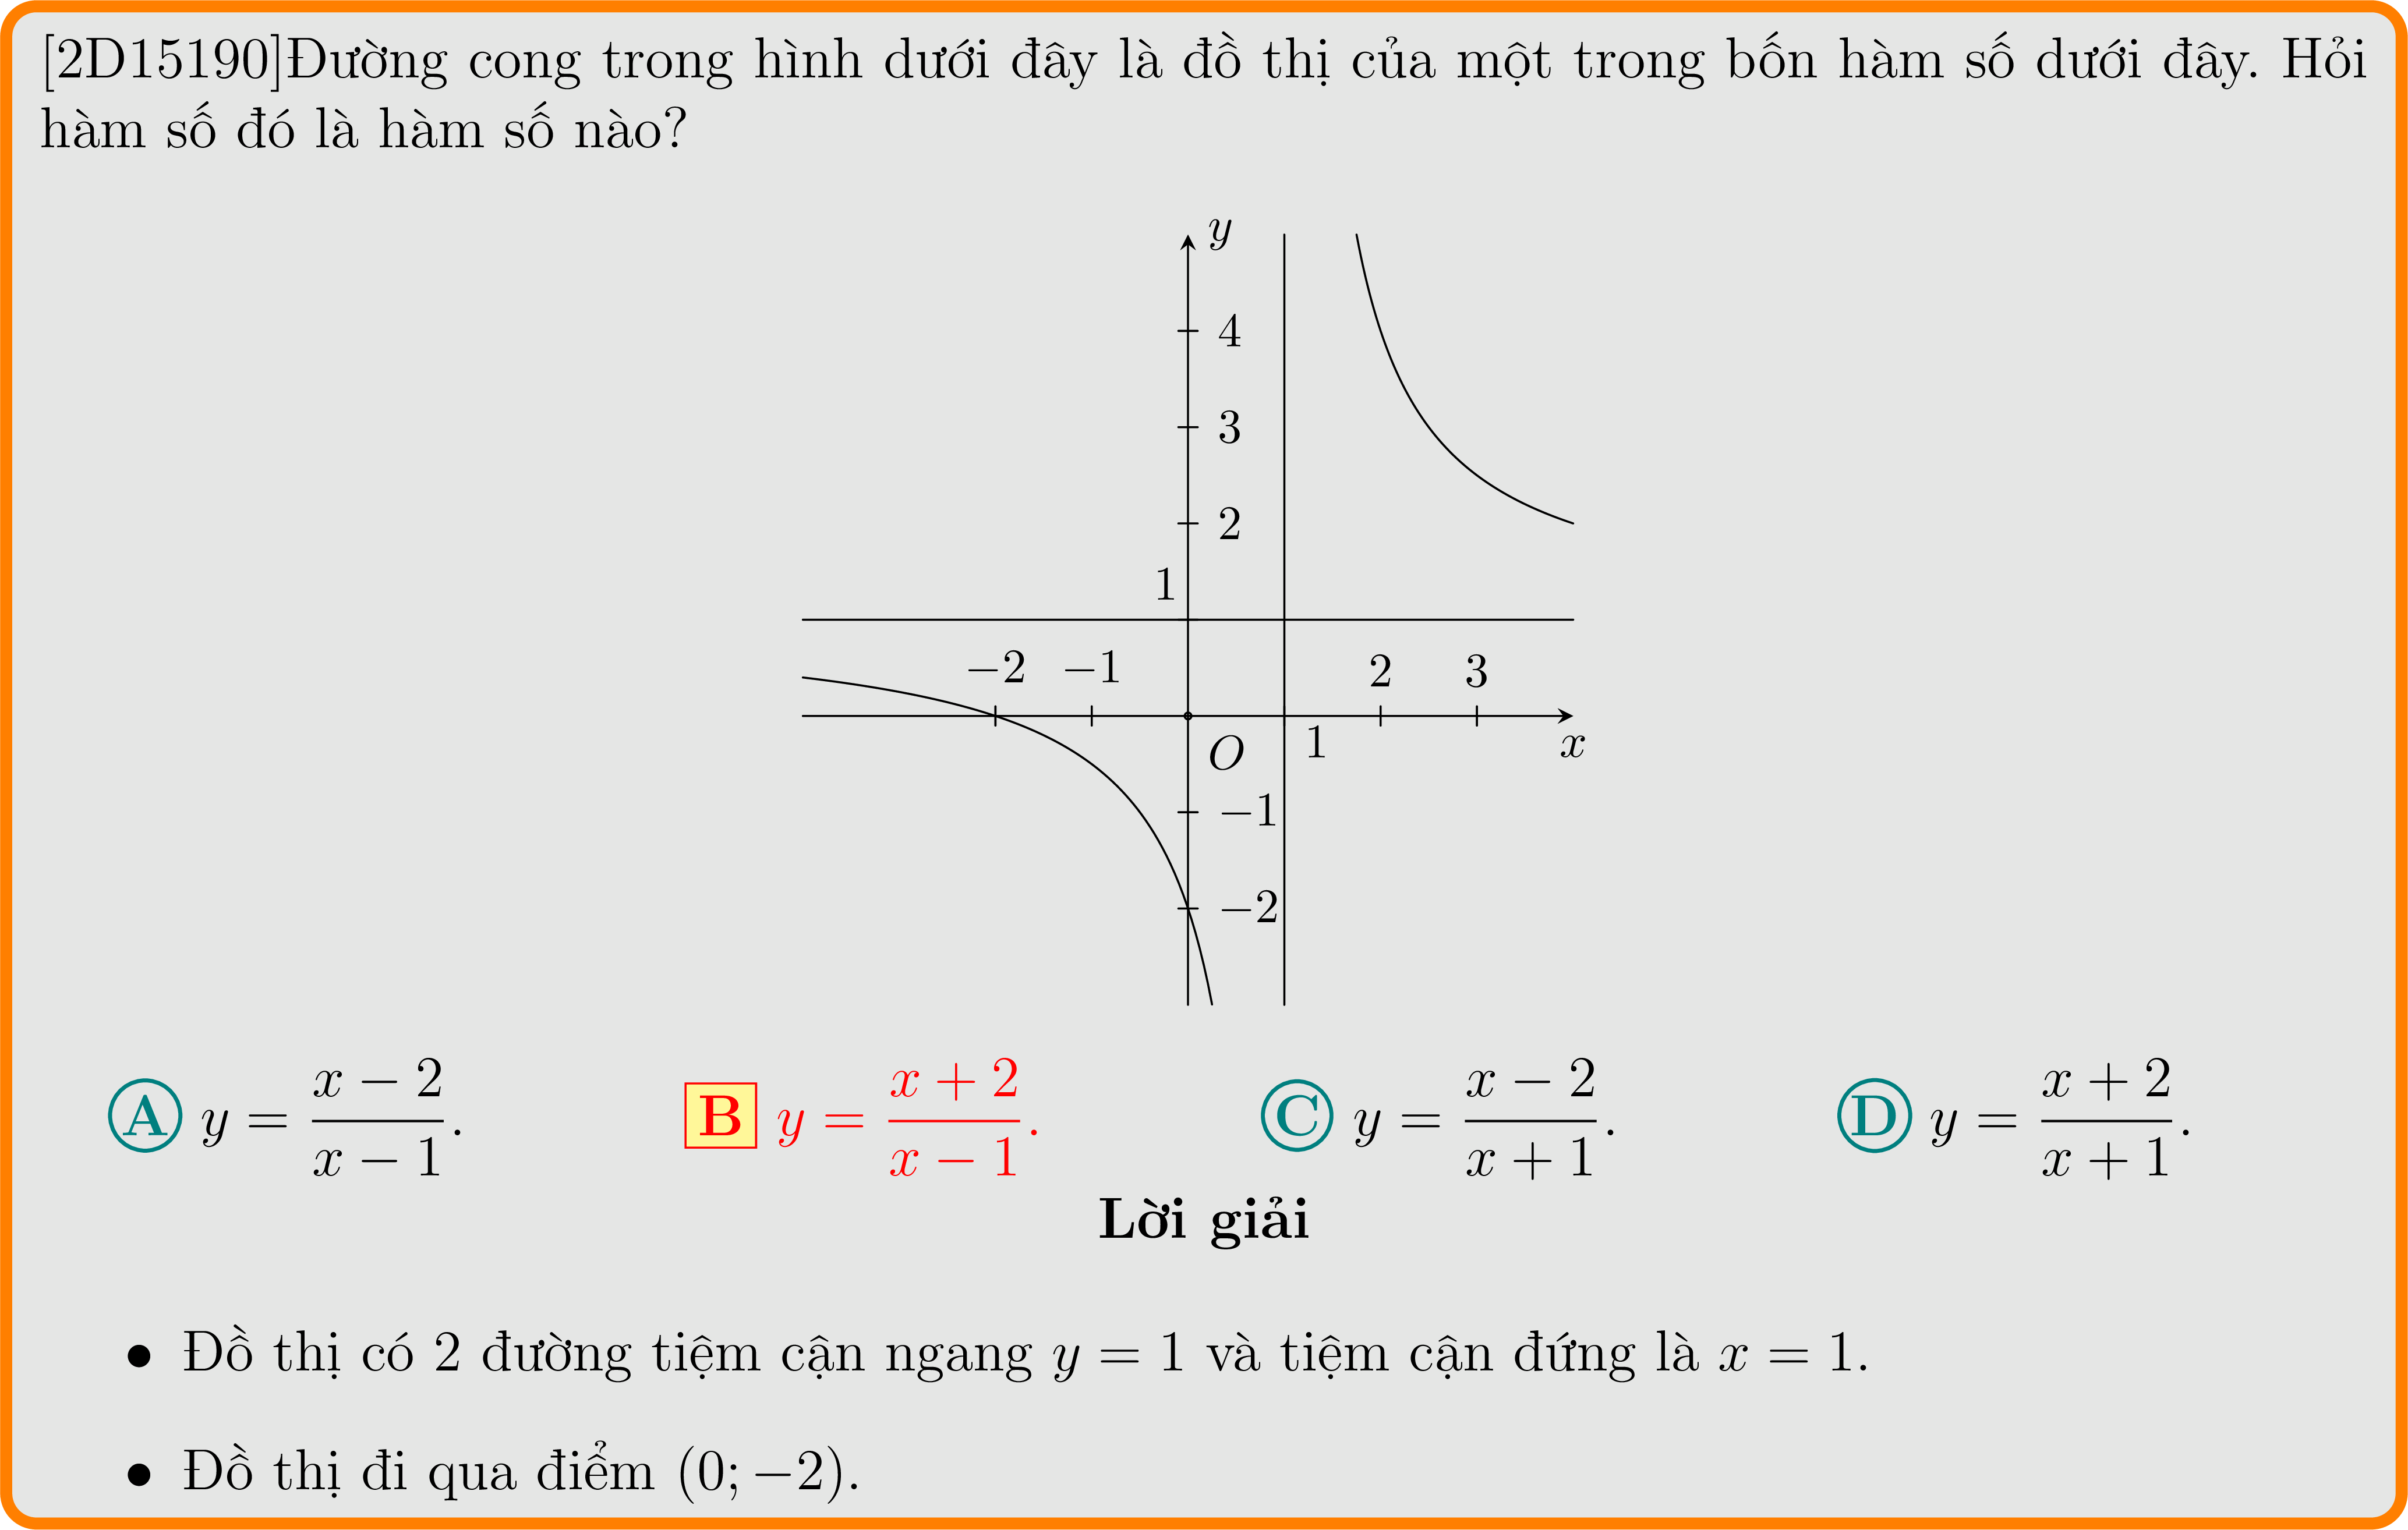 [2D15190]Đường cong trong hình dưới đây là đồ thị của một trong bốn hàm số dưới đây. Hỏi
hàm số đó là hàm số nào?
y
4
3
2
1
−2 −1 2 3
O 1 x
−1
−2
A y = \frac{x − 2}{x − 1}. B y = \frac{x + 2}{x − 1}. C y = \frac{x − 2}{x + 1}. D y = \frac{x + 2}{x + 1}.
Lời giải
• Đồ thị có 2 đường tiệm cận ngang y = 1 và tiệm cận đứng là x = 1.
• Đồ thị đi qua điểm (0; −2).